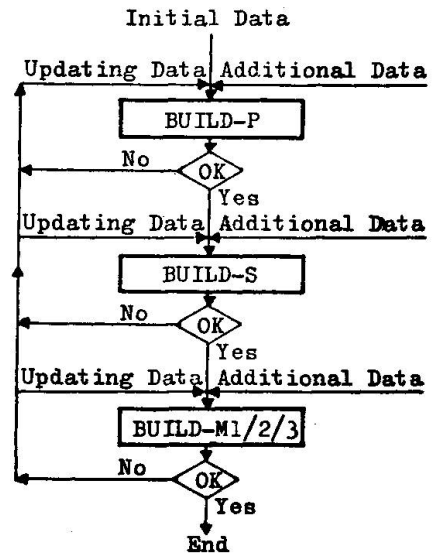 Initial Data
Updating Data Additional Data
BUILD-P
No
OK
Yes
Updating Data Additional Data
BUILD-S
No
OK
Yes
Updating Data Additional Data
BUILD-M1/2/3
No
OK
Yes
End